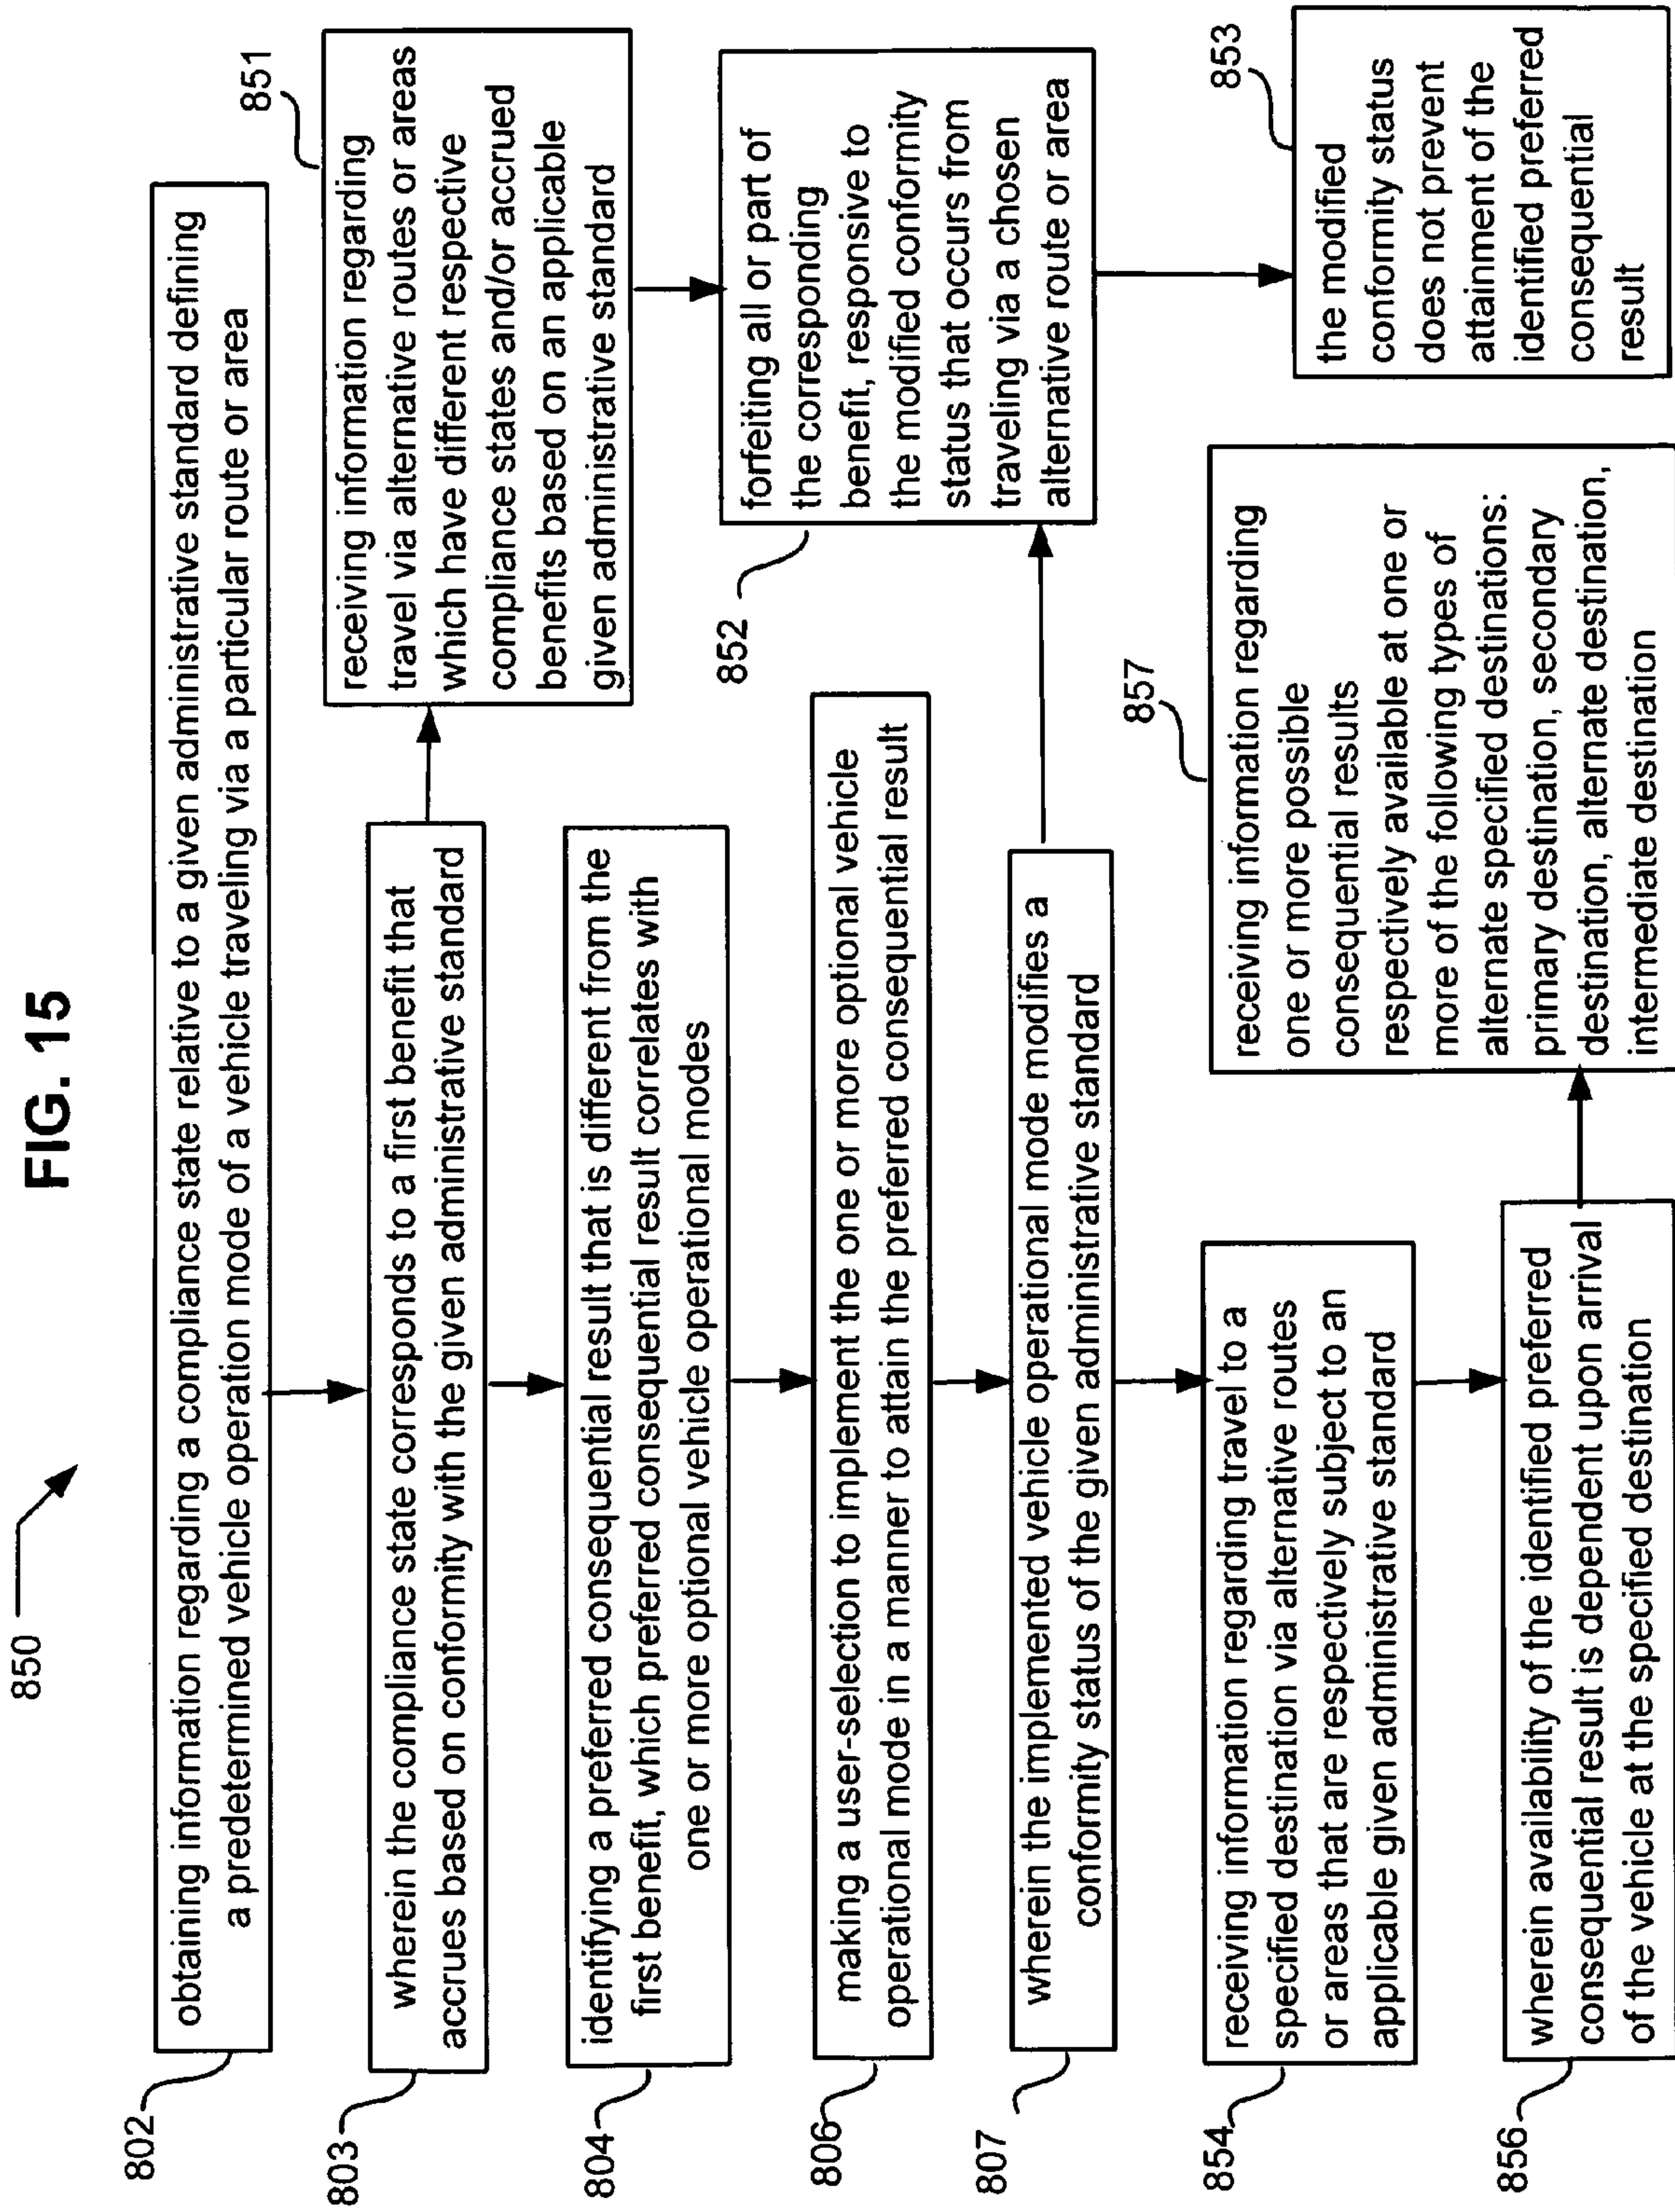 FIG. 15
850
802
obtaining information regarding a compliance state relative to a given administrative standard defining
a predetermined vehicle operation mode of a vehicle traveling via a particular route or area
803
wherein the compliance state corresponds to a first benefit that
accrues based on conformity with the given administrative standard
851
receiving information regarding
travel via alternative routes or areas
which have different respective
compliance states and/or accrued
benefits based on an applicable
given administrative standard
804
identifying a preferred consequential result that is different from the
first benefit, which preferred consequential result correlates with
one or more optional vehicle operational modes
852
forfeiting all or part of
the corresponding
benefit, responsive to
the modified conformity
status that occurs from
traveling via a chosen
alternative route or area
806
making a user-selection to implement the one or more optional vehicle
operational mode in a manner to attain the preferred consequential result
807
wherein the implemented vehicle operational mode modifies a
conformity status of the given administrative standard
853
the modified
conformity status
does not prevent
attainment of the
identified preferred
consequential
result
854
receiving information regarding travel to a
specified destination via alternative routes
or areas that are respectively subject to an
applicable given administrative standard
857
receiving information regarding
one or more possible
consequential results
respectively available at one or
more of the following types of
alternate specified destinations:
primary destination, secondary
destination, alternate destination,
intermediate destination
856
wherein availability of the identified preferred
consequential result is dependent upon arrival
of the vehicle at the specified destination